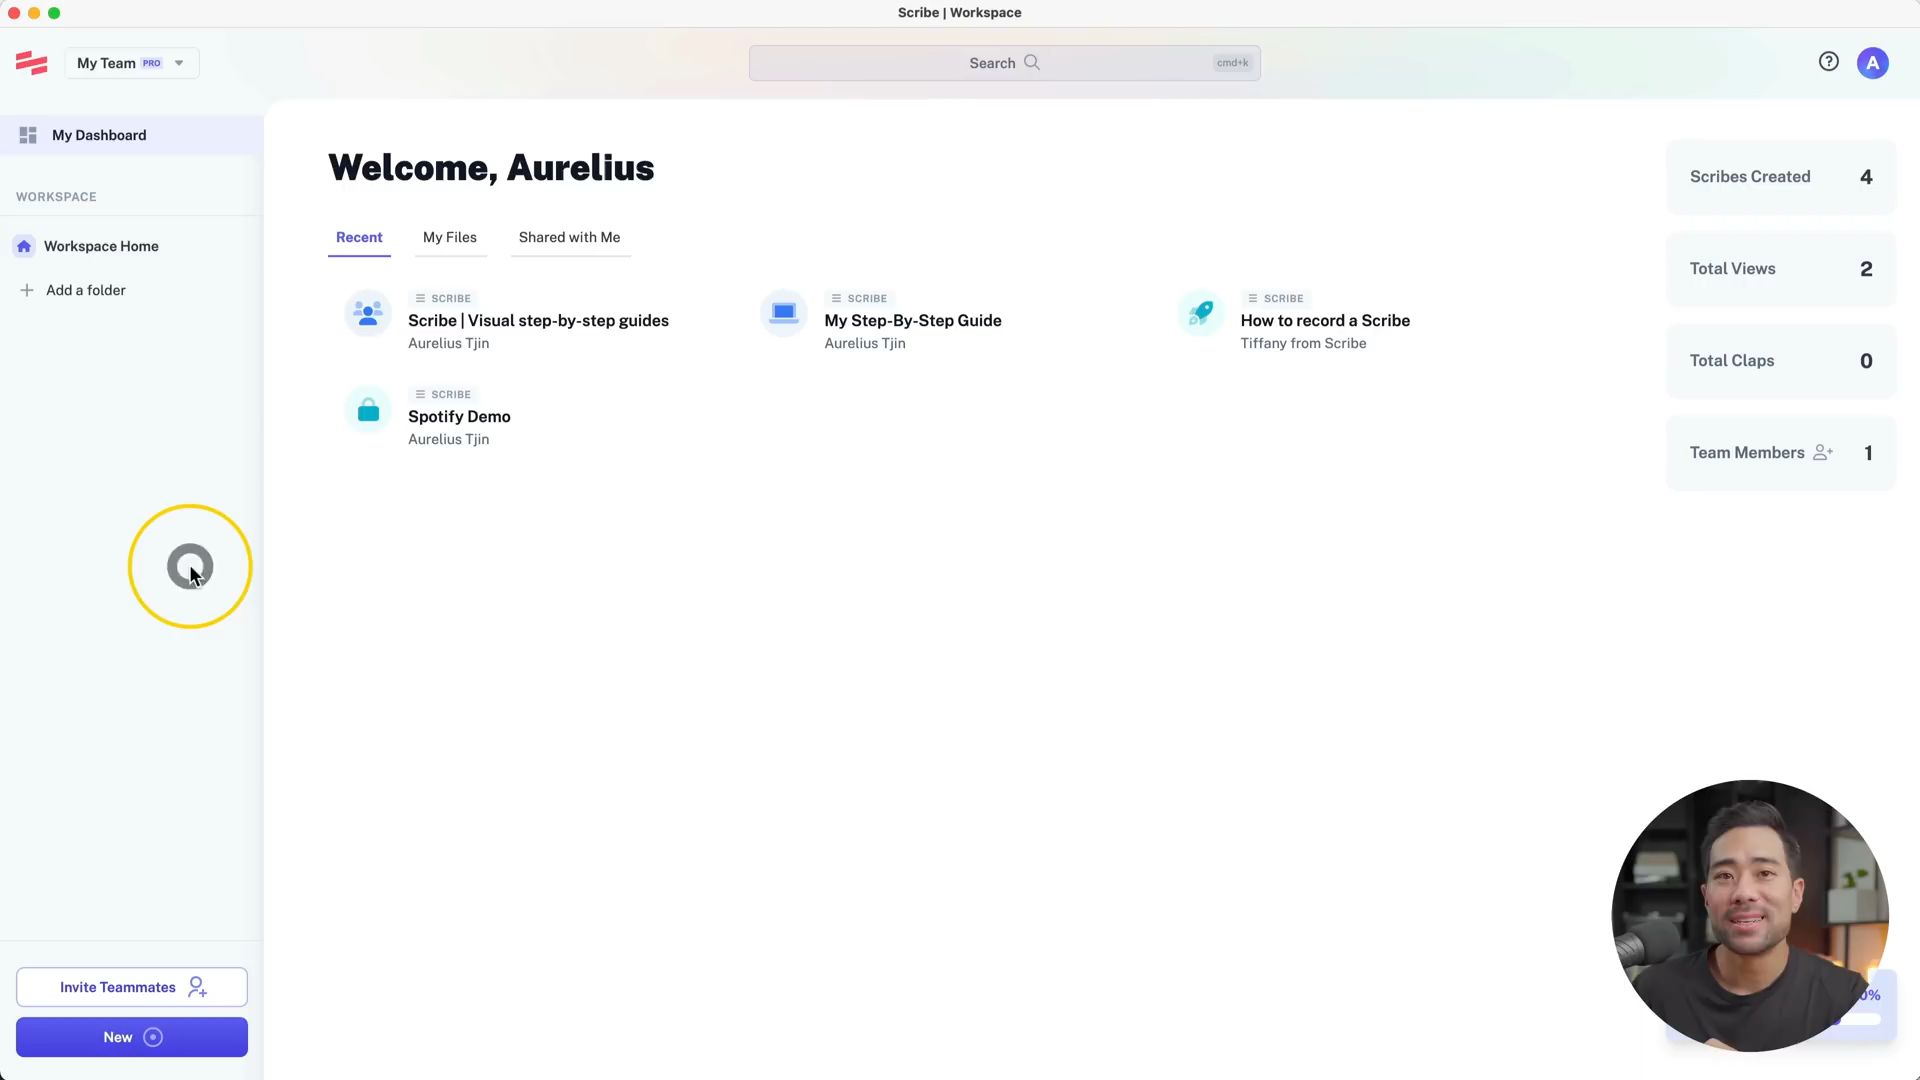 Scribe | Workspace
My Team PRO
Search
cmd+k
A
My Dashboard
WORKSPACE
Workspace Home
Add a folder
Welcome, Aurelius
Recent
My Files
Shared with Me
SCRIBE
Scribe | Visual step-by-step guides
Aurelius Tjin
SCRIBE
My Step-By-Step Guide
Aurelius Tjin
SCRIBE
How to record a Scribe
Tiffany from Scribe
SCRIBE
Spotify Demo
Aurelius Tjin
Scribes Created 4
Total Views 2
Total Claps 0
Team Members 1
Invite Teammates
New